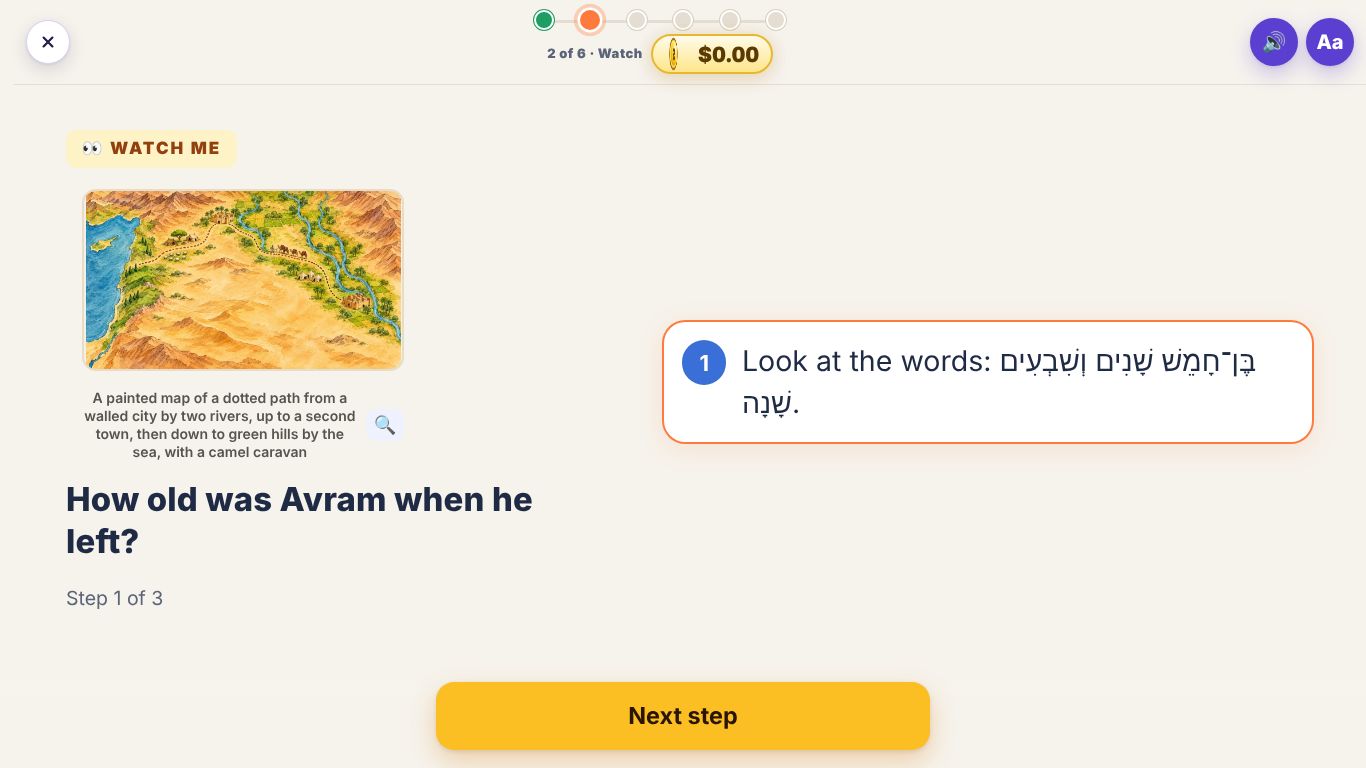 2 of 6 · Watch
$0.00
Aa
👀 WATCH ME
A painted map of a dotted path from a
walled city by two rivers, up to a second
town, then down to green hills by the
sea, with a camel caravan
How old was Avram when he
left?
Step 1 of 3
1
Look at the words: בֶּן־חָמֵשׁ שָׁנִים וְשִׁבְעִים
שָׁנָה.
Next step